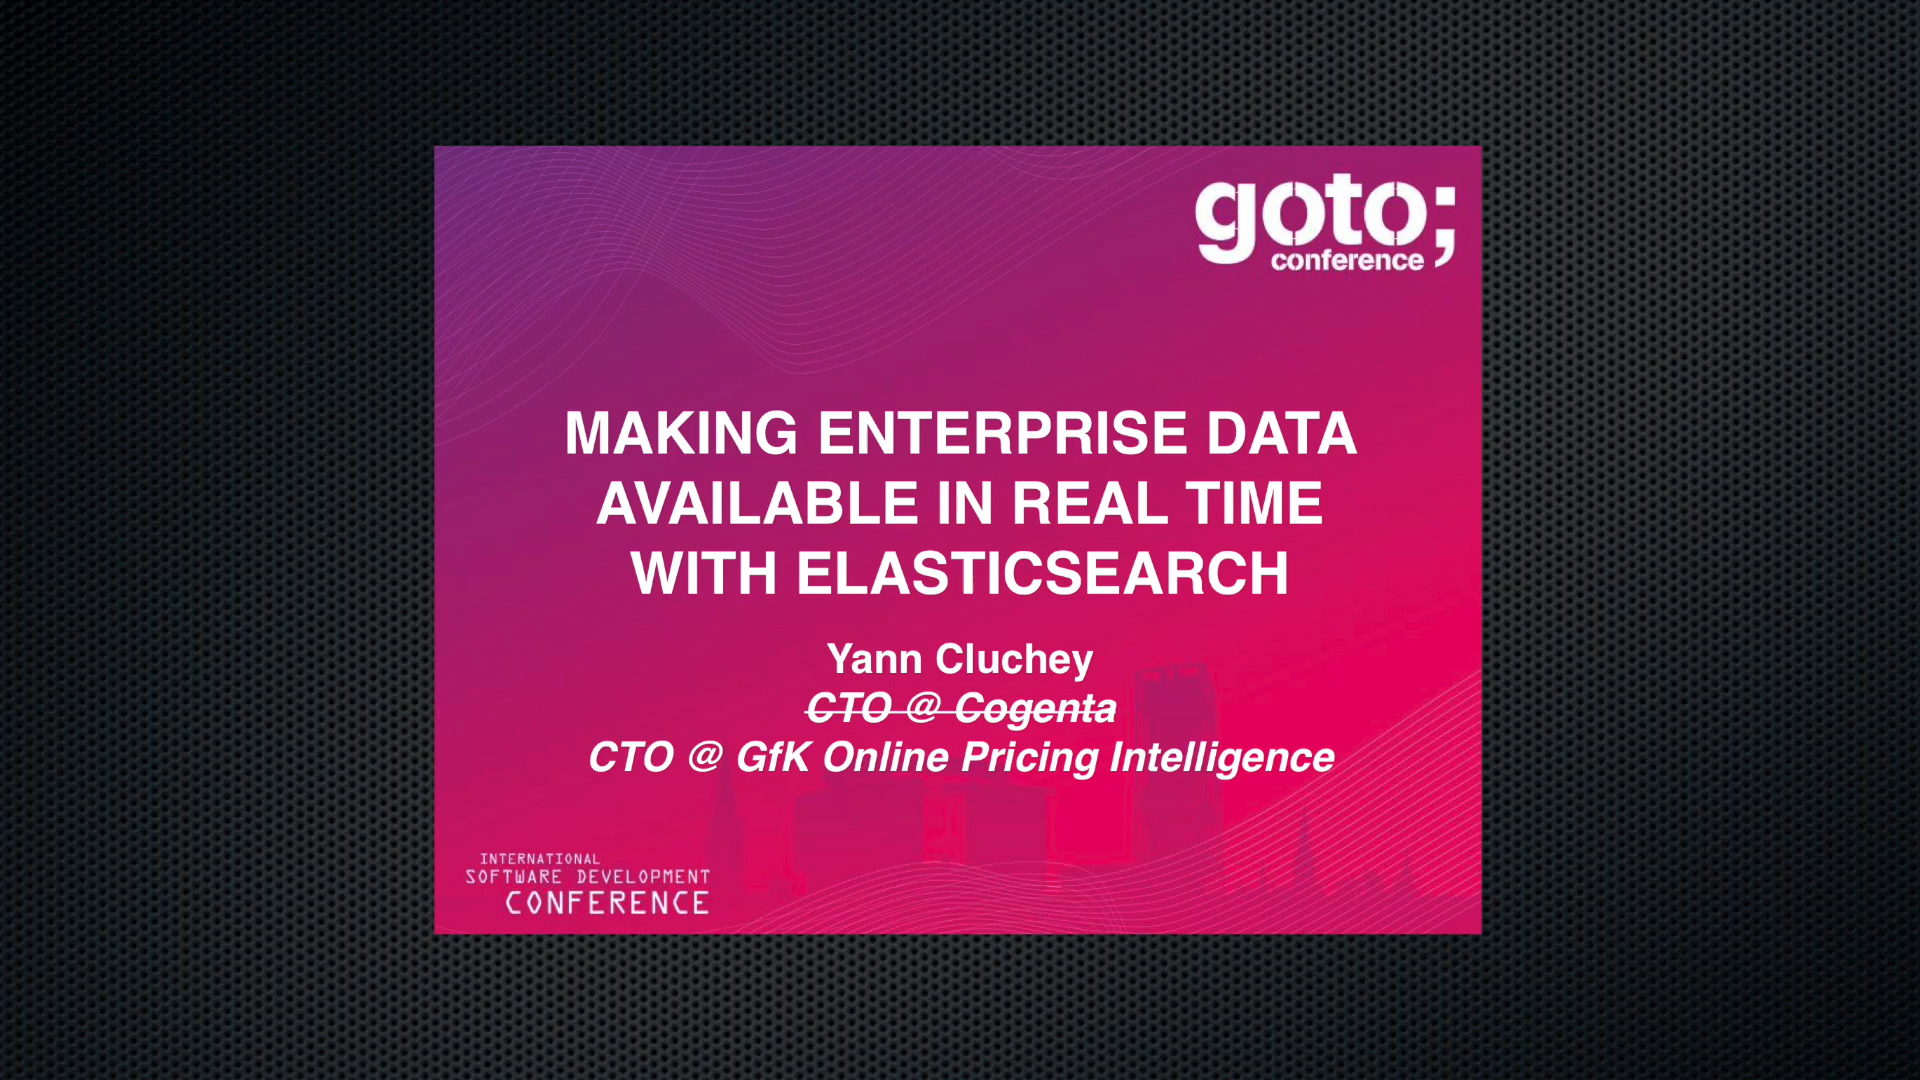 goto;
conference
MAKING ENTERPRISE DATA
AVAILABLE IN REAL TIME
WITH ELASTICSEARCH
Yann Cluchey
CTO @ Cogenta
CTO @ GfK Online Pricing Intelligence
INTERNATIONAL
SOFTWARE DEVELOPMENT
CONFERENCE